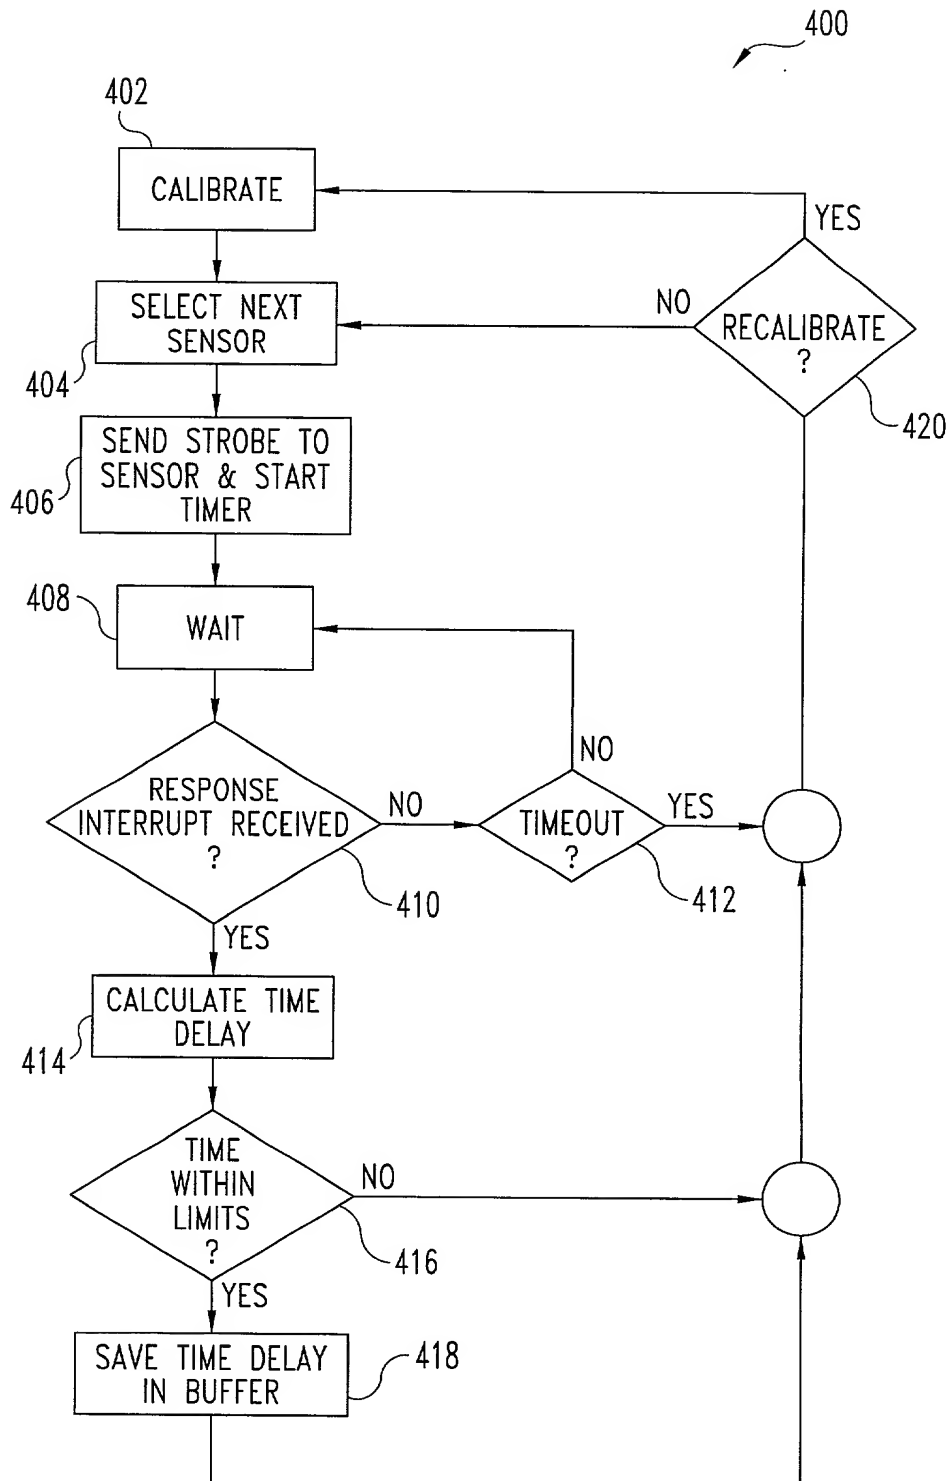 400
402
CALIBRATE
YES
SELECT NEXT
SENSOR
NO
RECALIBRATE
?
404
420
SEND STROBE TO
SENSOR & START
TIMER
406
408
WAIT
NO
RESPONSE
INTERRUPT RECEIVED
?
NO
TIMEOUT
?
YES
410
412
YES
CALCULATE TIME
DELAY
414
TIME
WITHIN
LIMITS
?
NO
416
YES
SAVE TIME DELAY
IN BUFFER
418